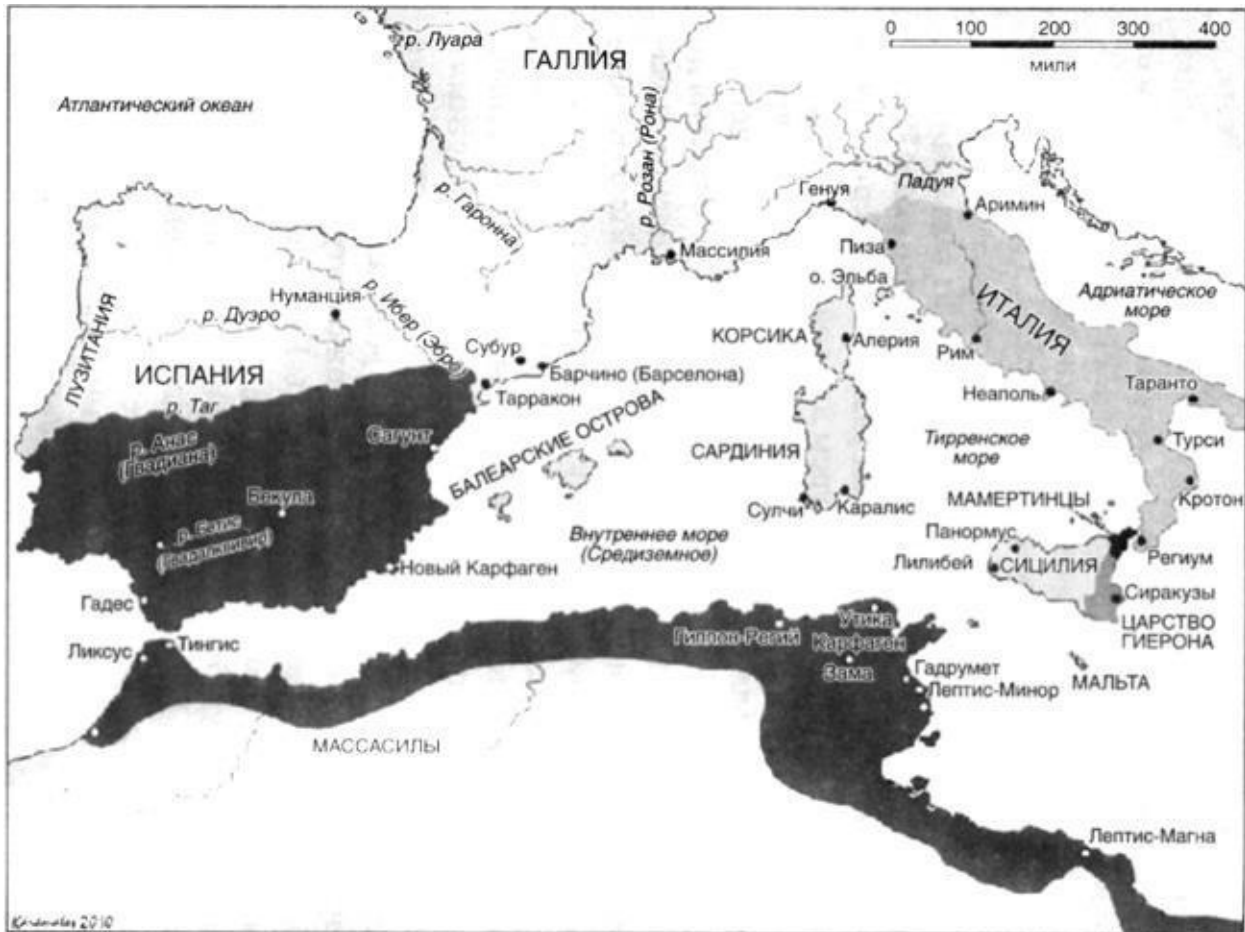 р. Луара
ГАЛЛИЯ
0 100 200 300 400
мили
Атлантический океан
р. Розан (Рона)
р. Гаронна
Генуя
Падуя
Аримин
Массилия
Пиза
о. Эльба
ИТАЛИЯ
Адриатическое
море
Нуманция
р. Дуэро
р. Ибер (Эбро)
ЛУЗИТАНИЯ
КОРСИКА
Алерия
Рим
Субур
Барчино (Барселона)
ИСПАНИЯ
Тарракон
Неаполь
Таранто
р. Таг
БАЛЕАРСКИЕ ОСТРОВА
Сагунт
р. Анас
(Гвадиана)
Тирренское
море
Турси
САРДИНИЯ
Бекула
Сулчи
Каралис
МАМЕРТИНЦЫ
Кротон
р. Бетис
(Гвадалквивир)
Внутреннее море
(Средиземное)
Панормус
Региум
Новый Карфаген
Лилибей
СИЦИЛИЯ
Гадес
Сиракузы
Утика
ЦАРСТВО
ГИЕРОНА
Тингис
Гиппон-Регий
Карфаген
Ликсус
Зама
Гадрумет
МАЛЬТА
Лептис-Минор
МАССАСИЛЫ
Лептис-Магна
2010